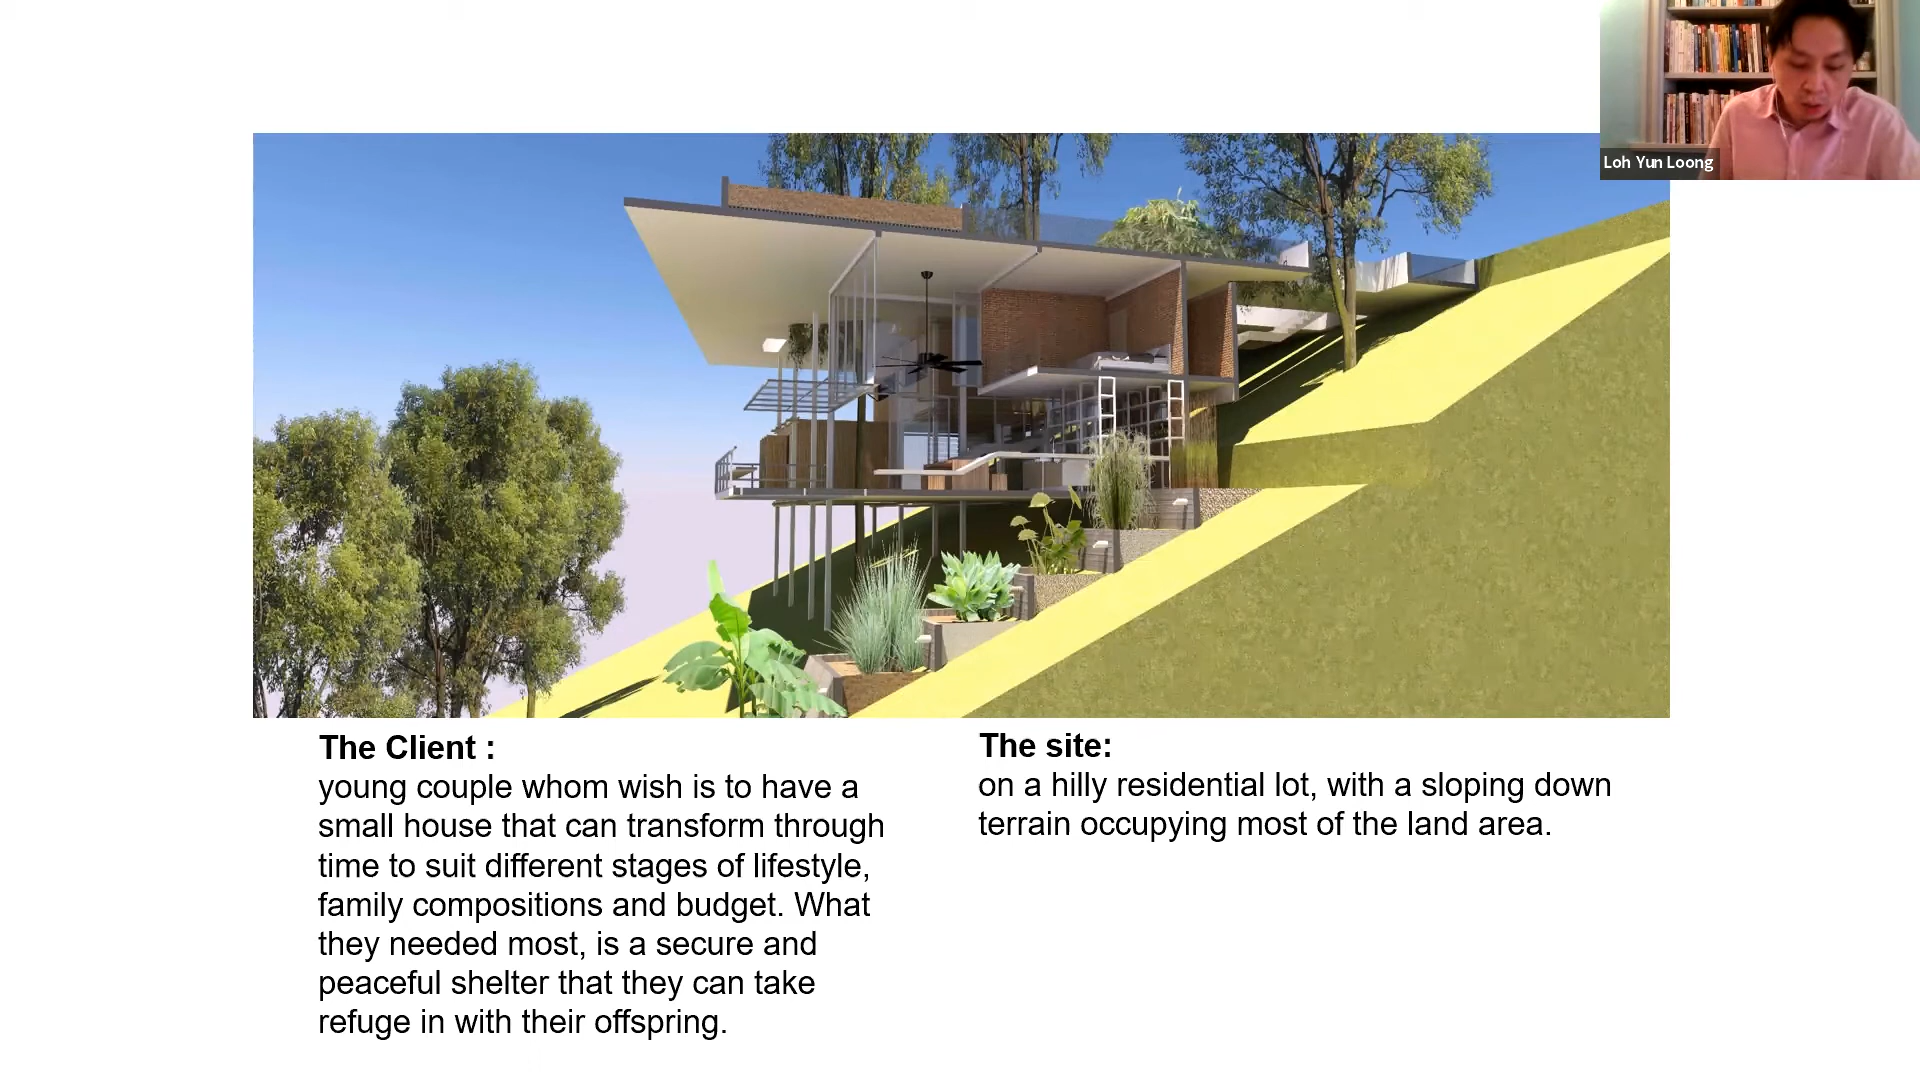 Loh Yun Loong
The Client :
young couple whom wish is to have a
small house that can transform through
time to suit different stages of lifestyle,
family compositions and budget. What
they needed most, is a secure and
peaceful shelter that they can take
refuge in with their offspring.
The site:
on a hilly residential lot, with a sloping down
terrain occupying most of the land area.